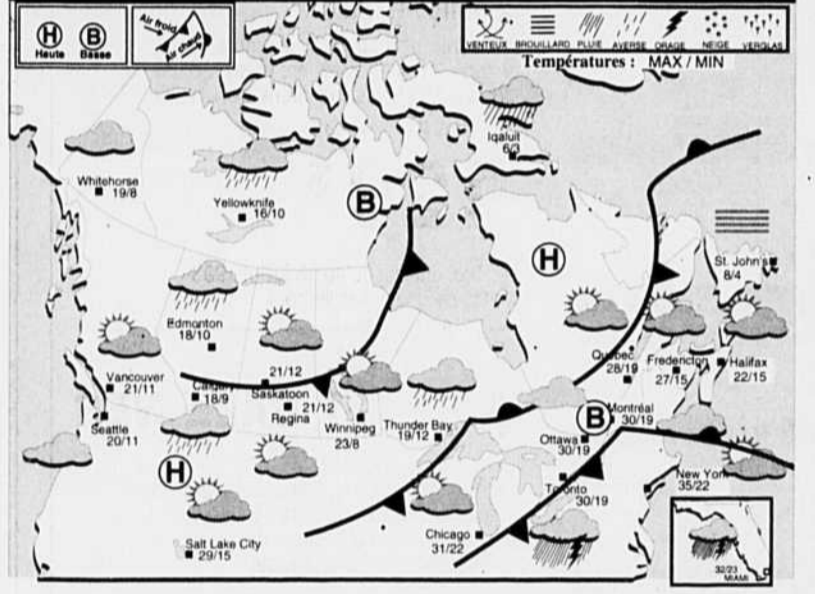 H
Haute
B
Basse
Air froid
Air chaud
VENTEUX BROUILLARD PLUIE AVERSE ORAGE NEIGE VERGLAS
Températures : MAX / MIN
Iqaluit
6/3
Whitehorse
19/8
Yellowknife
16/10
B
H
St. John's
8/4
Edmonton
18/10
Vancouver
21/11
Calgary
18/9
21/12
Saskatoon
21/12
Regina
Winnipeg
23/8
Thunder Bay
19/12
Québec
28/19
Fredericton
27/15
Halifax
22/15
Seattle
20/11
B
Montréal
30/19
Ottawa
30/19
H
Toronto
30/19
New York
35/22
Salt Lake City
29/15
Chicago
31/22
32/23
MIAMI